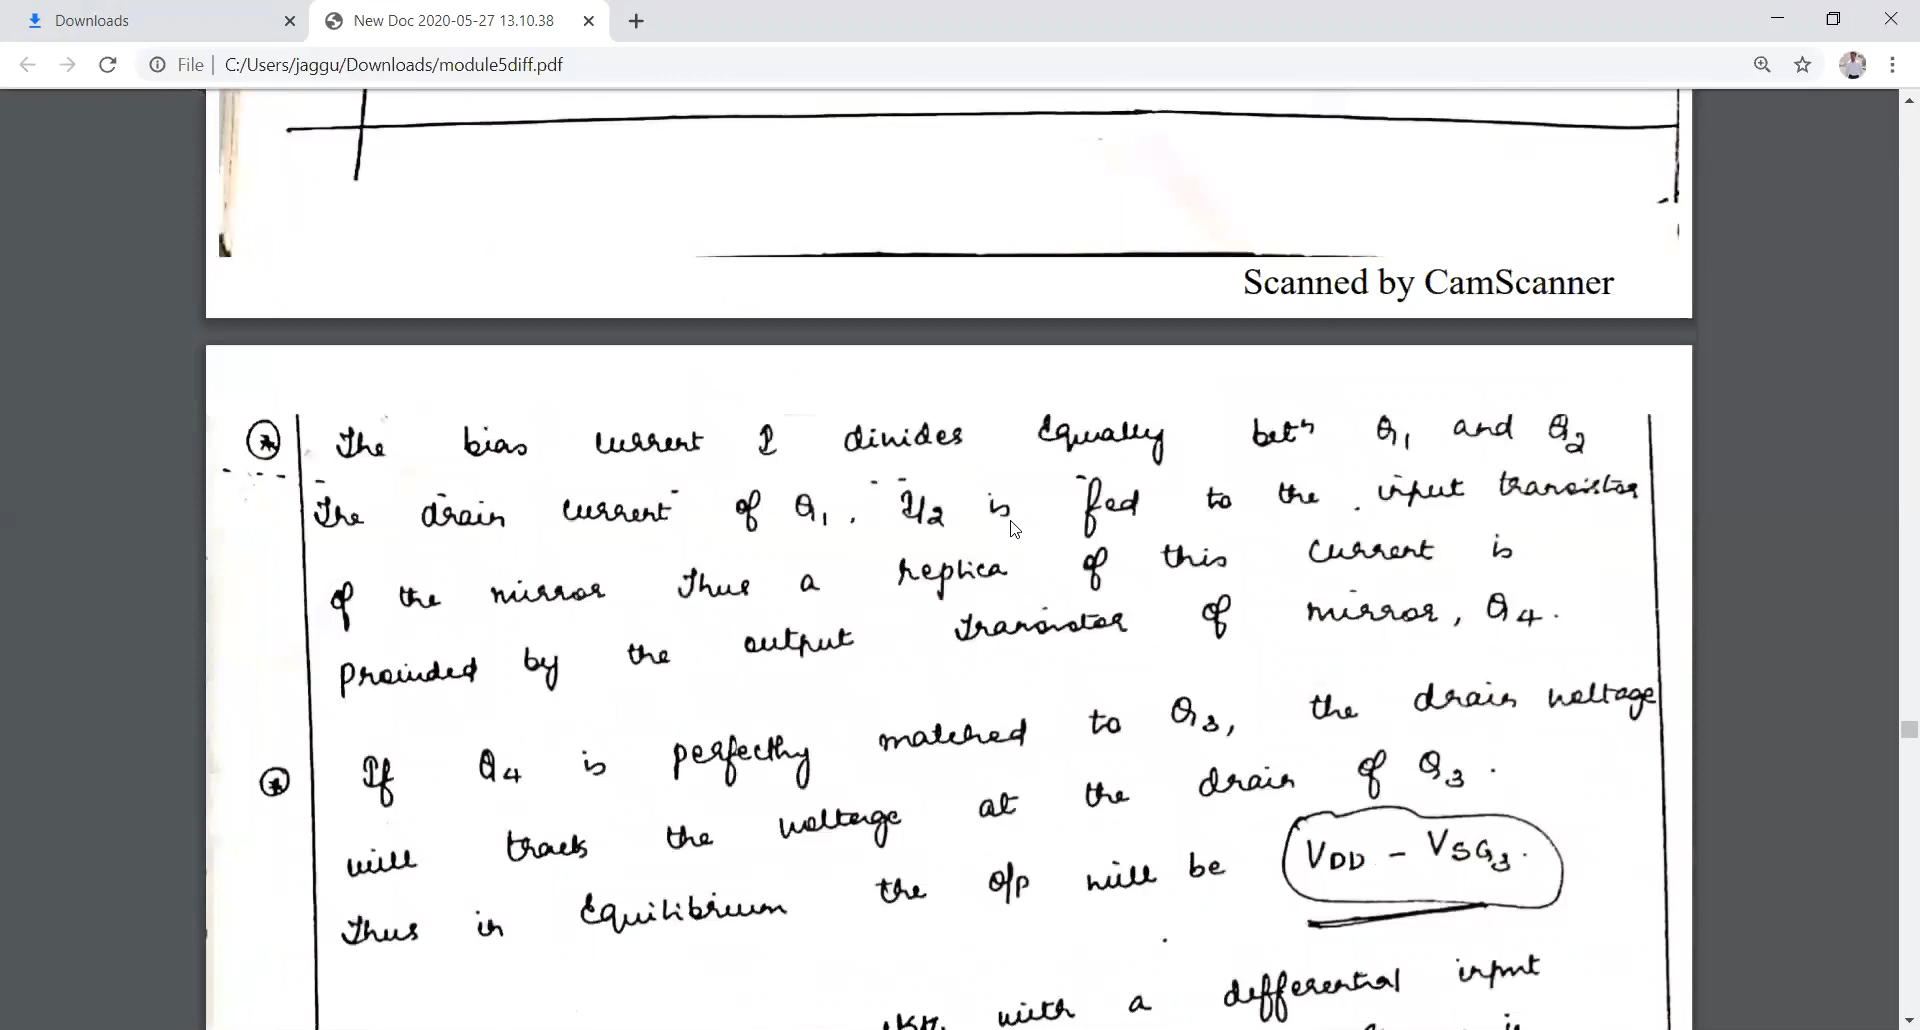 Downloads
New Doc 2020-05-27 13.10.38
File | C:/Users/jaggu/Downloads/module5diff.pdf
Scanned by CamScanner
The bias current I divides equally betn Q1 and Q2
The drain current of Q1, I/2 is fed to the input transistor
of the mirror Thus a replica of this current is
provided by the output transistor of mirror, Q4.
If Q4 is perfectly matched to Q3, the drain voltage
will track the voltage at the drain of Q3.
Thus in equilibrium the o/p will be VDD - VSG3.
with a differential input